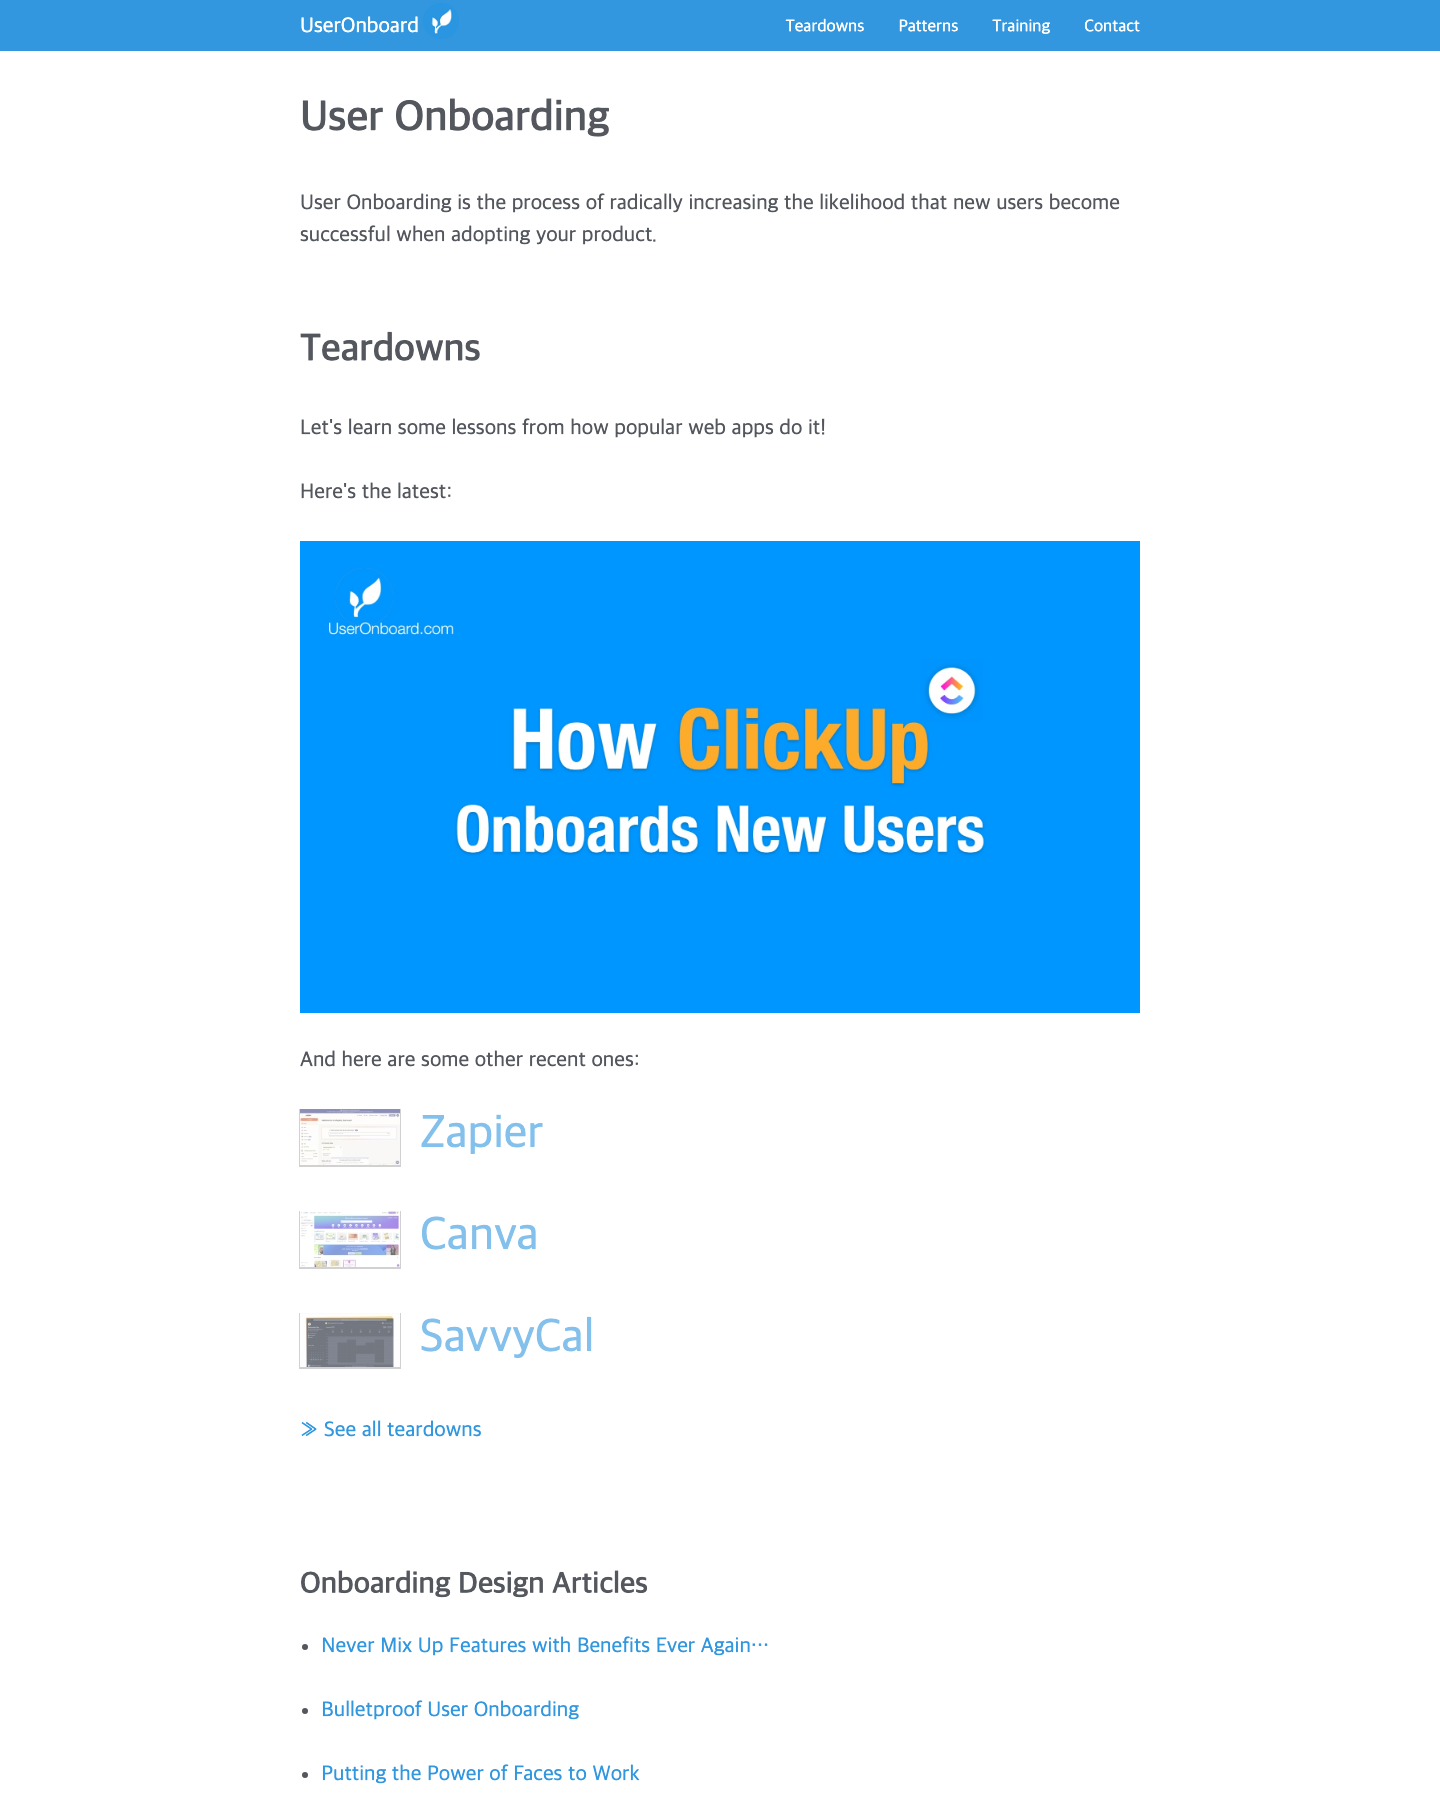 UserOnboard
Teardowns Patterns Training Contact
User Onboarding
User Onboarding is the process of radically increasing the likelihood that new users become
successful when adopting your product.
Teardowns
Let's learn some lessons from how popular web apps do it!
Here's the latest:
UserOnboard.com
How ClickUp
Onboards New Users
And here are some other recent ones:
Zapier
Canva
SavvyCal
≫ See all teardowns
Onboarding Design Articles
• Never Mix Up Features with Benefits Ever Again…
• Bulletproof User Onboarding
• Putting the Power of Faces to Work